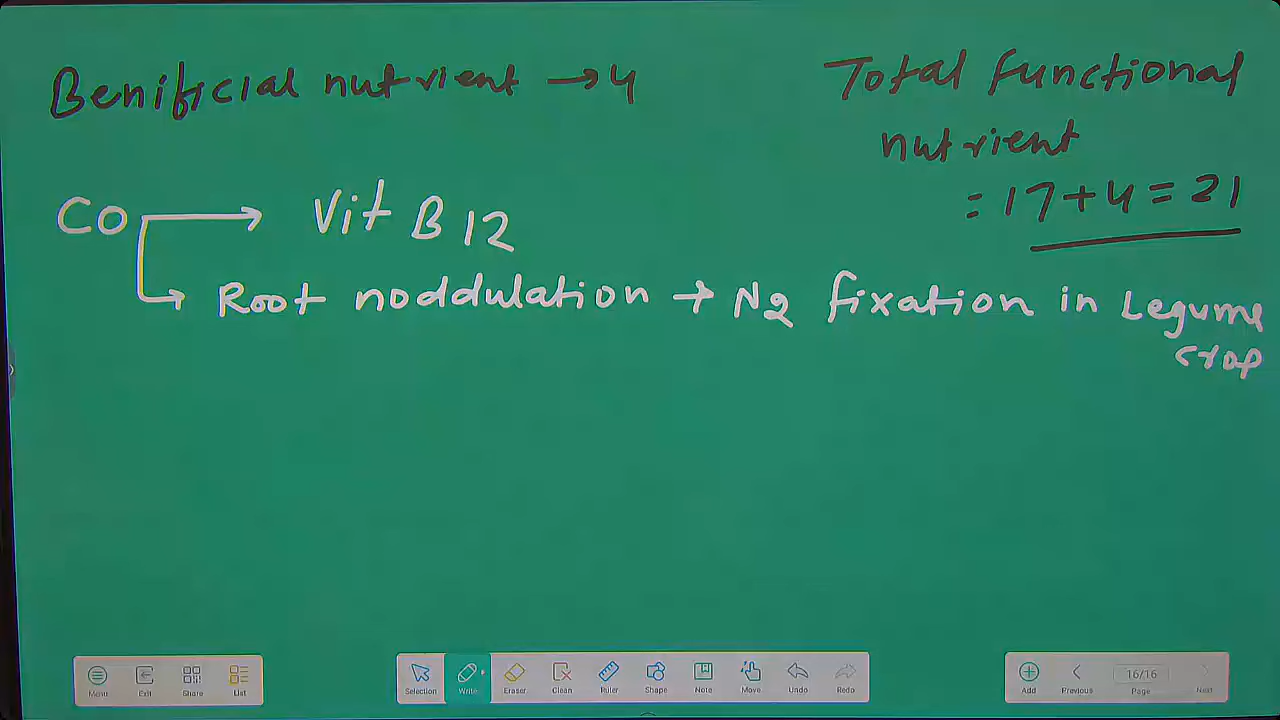 Benificial nutrient → 4
Total functional
nutrient
= 17+4 = 21
CO → Vit B 12
→ Root noddulation → N2 fixation in Legume
crop
Menu Exit Share List
Selection Write Eraser Clean Ruler Shape Note Move Undo Redo
Add Previous 16/16 Page Next